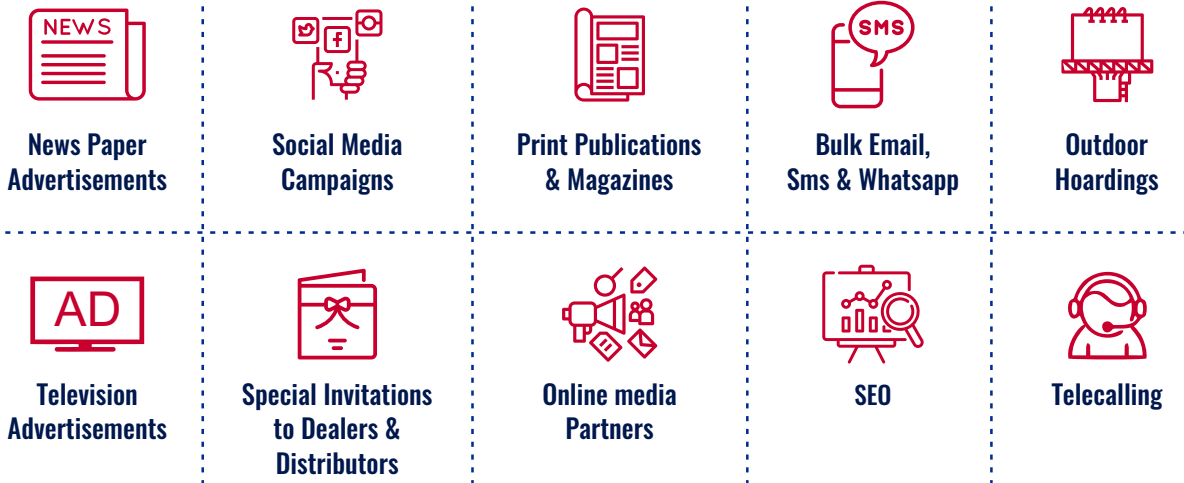 NEWS
SMS
News Paper
Advertisements
Social Media
Campaigns
Print Publications
& Magazines
Bulk Email,
Sms & Whatsapp
Outdoor
Hoardings
AD
Television
Advertisements
Special Invitations
to Dealers &
Distributors
Online media
Partners
SEO
Telecalling